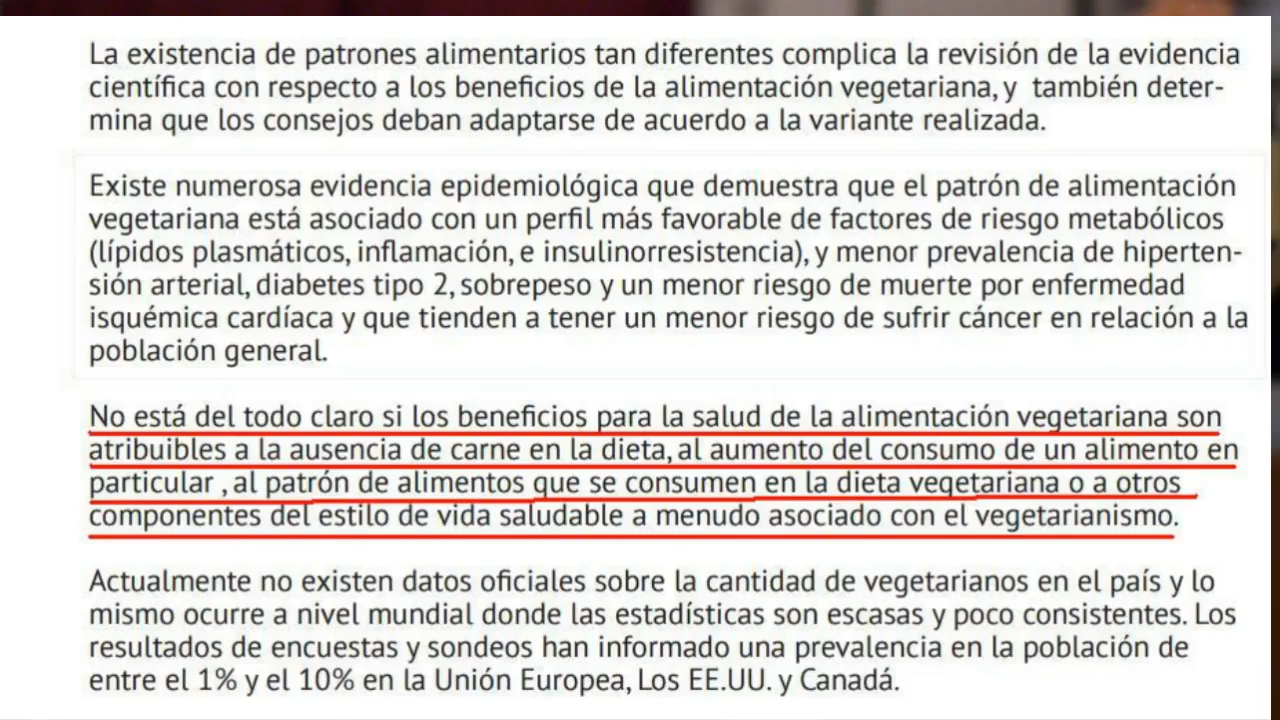 La existencia de patrones alimentarios tan diferentes complica la revisión de la evidencia
científica con respecto a los beneficios de la alimentación vegetariana, y también deter-
mina que los consejos deban adaptarse de acuerdo a la variante realizada.
Existe numerosa evidencia epidemiológica que demuestra que el patrón de alimentación
vegetariana está asociado con un perfil más favorable de factores de riesgo metabólicos
(lípidos plasmáticos, inflamación, e insulinorresistencia), y menor prevalencia de hiperten-
sión arterial, diabetes tipo 2, sobrepeso y un menor riesgo de muerte por enfermedad
isquémica cardíaca y que tienden a tener un menor riesgo de sufrir cáncer en relación a la
población general.
No está del todo claro si los beneficios para la salud de la alimentación vegetariana son
atribuibles a la ausencia de carne en la dieta, al aumento del consumo de un alimento en
particular , al patrón de alimentos que se consumen en la dieta vegetariana o a otros
componentes del estilo de vida saludable a menudo asociado con el vegetarianismo.
Actualmente no existen datos oficiales sobre la cantidad de vegetarianos en el país y lo
mismo ocurre a nivel mundial donde las estadísticas son escasas y poco consistentes. Los
resultados de encuestas y sondeos han informado una prevalencia en la población de
entre el 1% y el 10% en la Unión Europea, Los EE.UU. y Canadá.